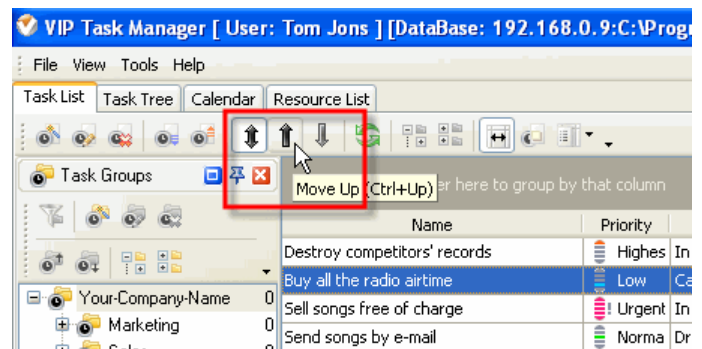 VIP Task Manager [ User: Tom Jons ] [DataBase: 192.168.0.9:C:\Progr
File View Tools Help
Task List Task Tree Calendar Resource List
Task Groups
Move Up (Ctrl+Up)
er here to group by that column
Name Priority
Destroy competitors' records Highes In
Buy all the radio airtime Low Ca
Your-Company-Name 0
Sell songs free of charge Urgent In
Marketing 0
Send songs by e-mail Norma Dr